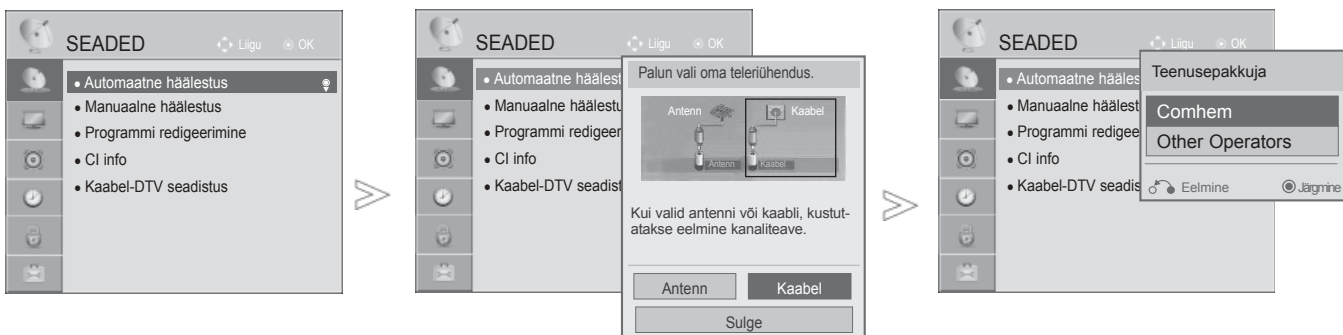 SEADED
Liigu OK
• Automaatne häälestus
• Manuaalne häälestus
• Programmi redigeerimine
• CI info
• Kaabel-DTV seadistus
SEADED
Liigu OK
• Automaatne häälest
• Manuaalne häälestu
• Programmi redigeer
• CI info
• Kaabel-DTV seadist
Palun vali oma teleriühendus.
Antenn Kaabel
Antenn Kaabel
Kui valid antenni või kaabli, kustut-
atakse eelmine kanaliteave.
Antenn Kaabel
Sulge
SEADED
Liigu OK
• Automaatne häälest
• Manuaalne häälest
• Programmi redigee
• CI info
• Kaabel-DTV seadis
Teenusepakkuja
Comhem
Other Operators
Eelmine Järgmine